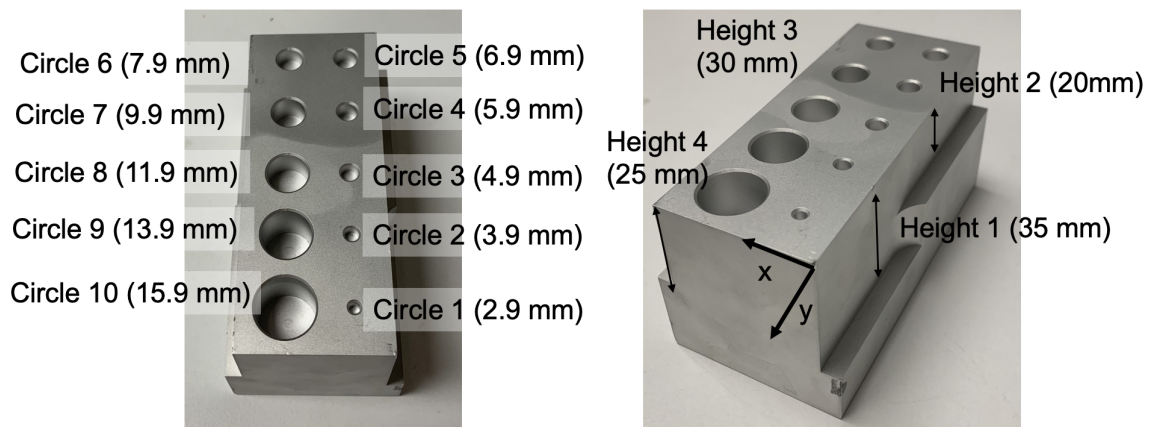 Circle 6 (7.9 mm)
Circle 5 (6.9 mm)
Circle 7 (9.9 mm)
Circle 4 (5.9 mm)
Circle 8 (11.9 mm)
Circle 3 (4.9 mm)
Circle 9 (13.9 mm)
Circle 2 (3.9 mm)
Circle 10 (15.9 mm)
Circle 1 (2.9 mm)
Height 3
(30 mm)
Height 2 (20mm)
Height 4
(25 mm)
Height 1 (35 mm)
x
y